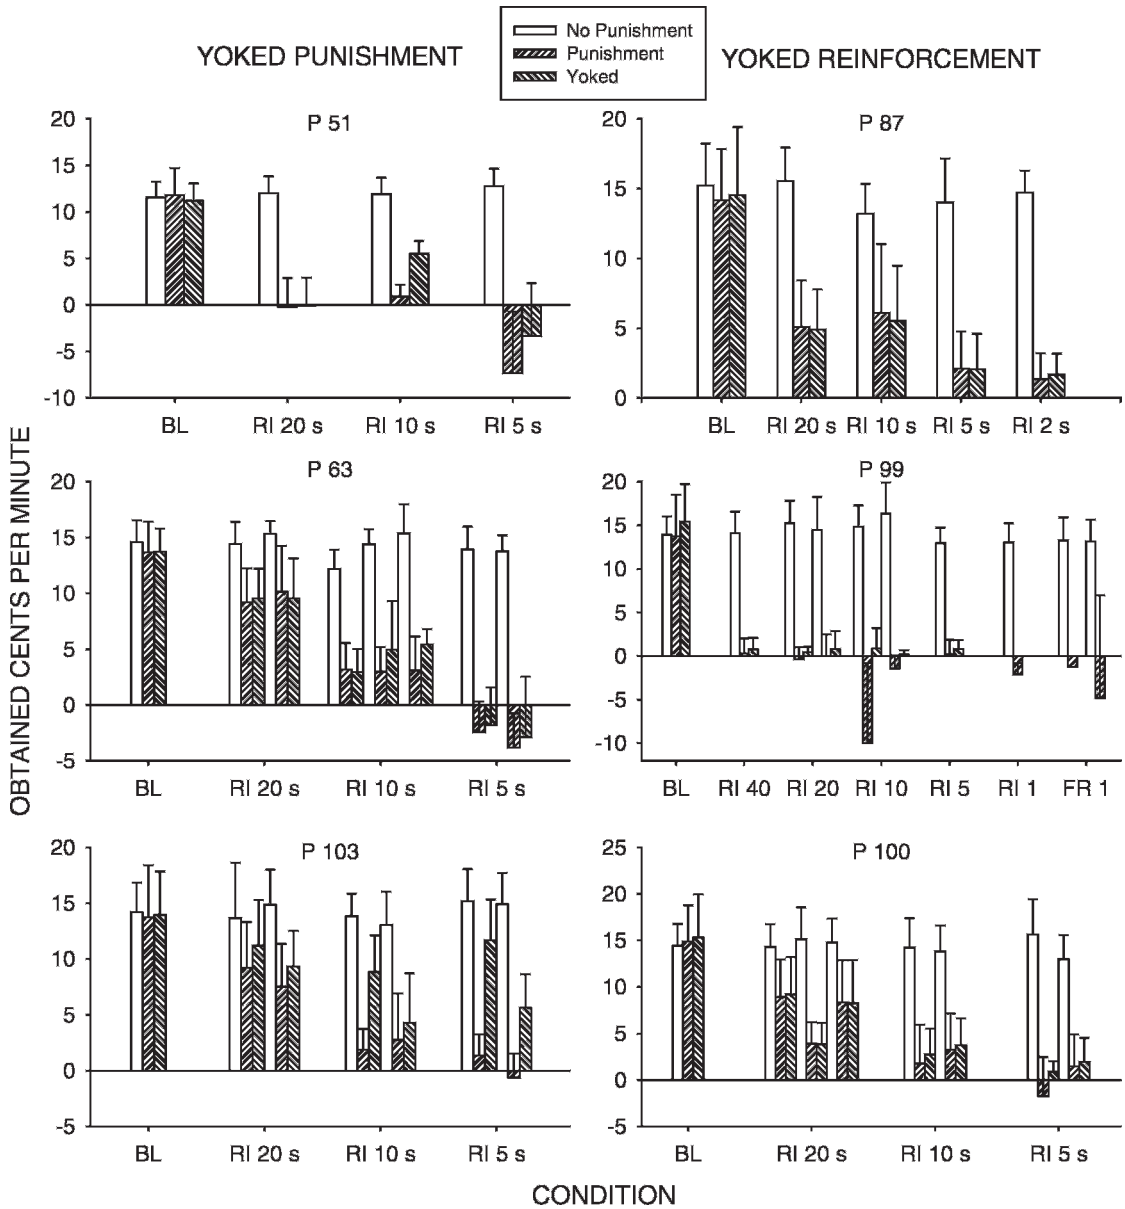 No Punishment
Punishment
Yoked
YOKED PUNISHMENT
YOKED REINFORCEMENT
OBTAINED CENTS PER MINUTE
P 51
20
15
10
5
0
-5
-10
BL RI 20 s RI 10 s RI 5 s
P 87
20
15
10
5
0
BL RI 20 s RI 10 s RI 5 s RI 2 s
P 63
20
15
10
5
0
-5
BL RI 20 s RI 10 s RI 5 s
P 99
20
15
10
5
0
-5
-10
BL RI 40 RI 20 RI 10 RI 5 RI 1 FR 1
P 103
20
15
10
5
0
-5
BL RI 20 s RI 10 s RI 5 s
P 100
25
20
15
10
5
0
-5
BL RI 20 s RI 10 s RI 5 s
CONDITION